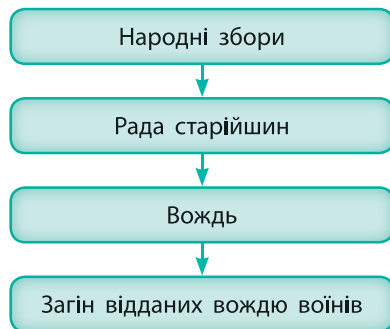 Народні збори
Рада старійшин
Вождь
Загін відданих вождю воїнів